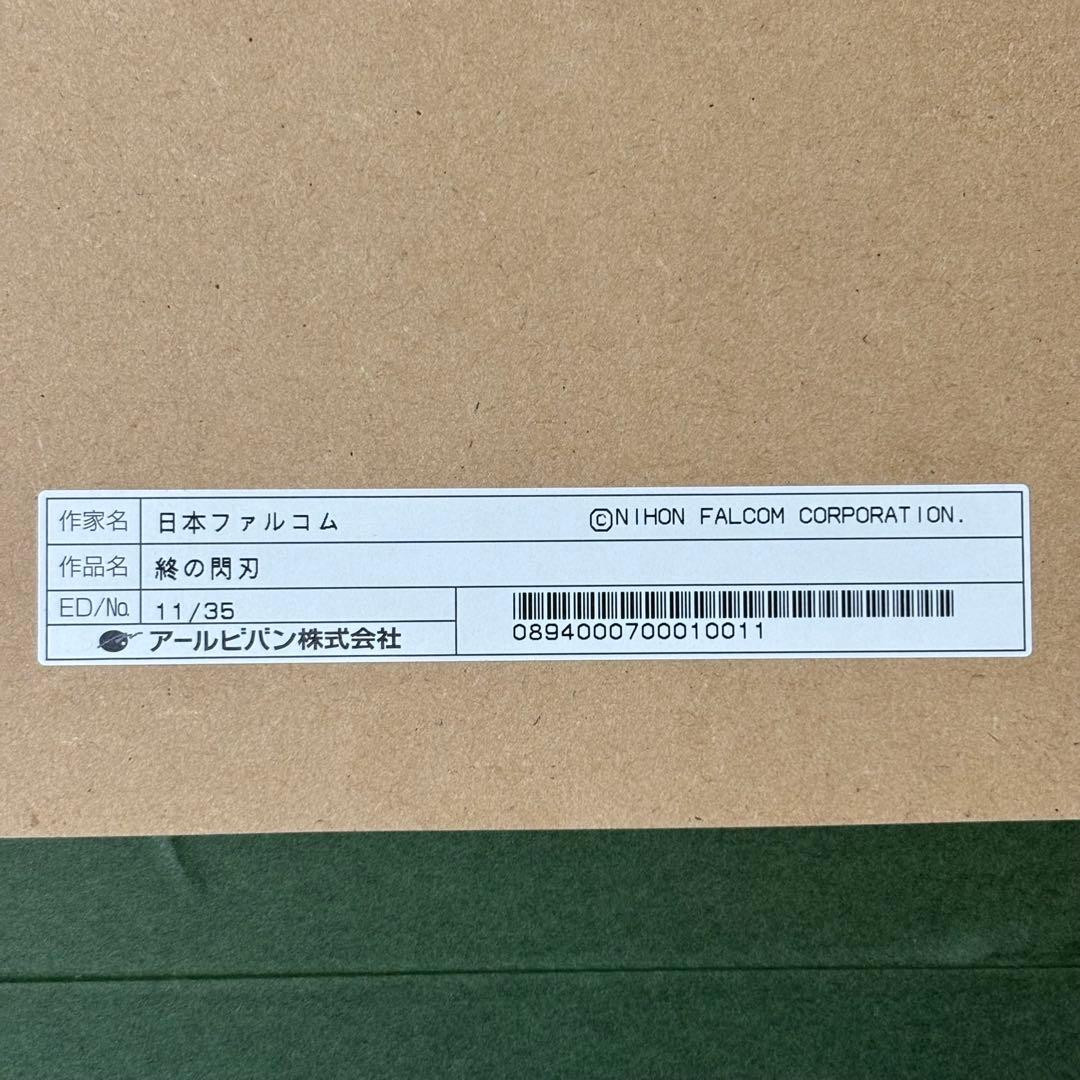 作家名 日本ファルコム ©NIHON FALCOM CORPORATION.
作品名 終の閃刃
ED/No. 11/35
アールビバン株式会社
0894000700010011